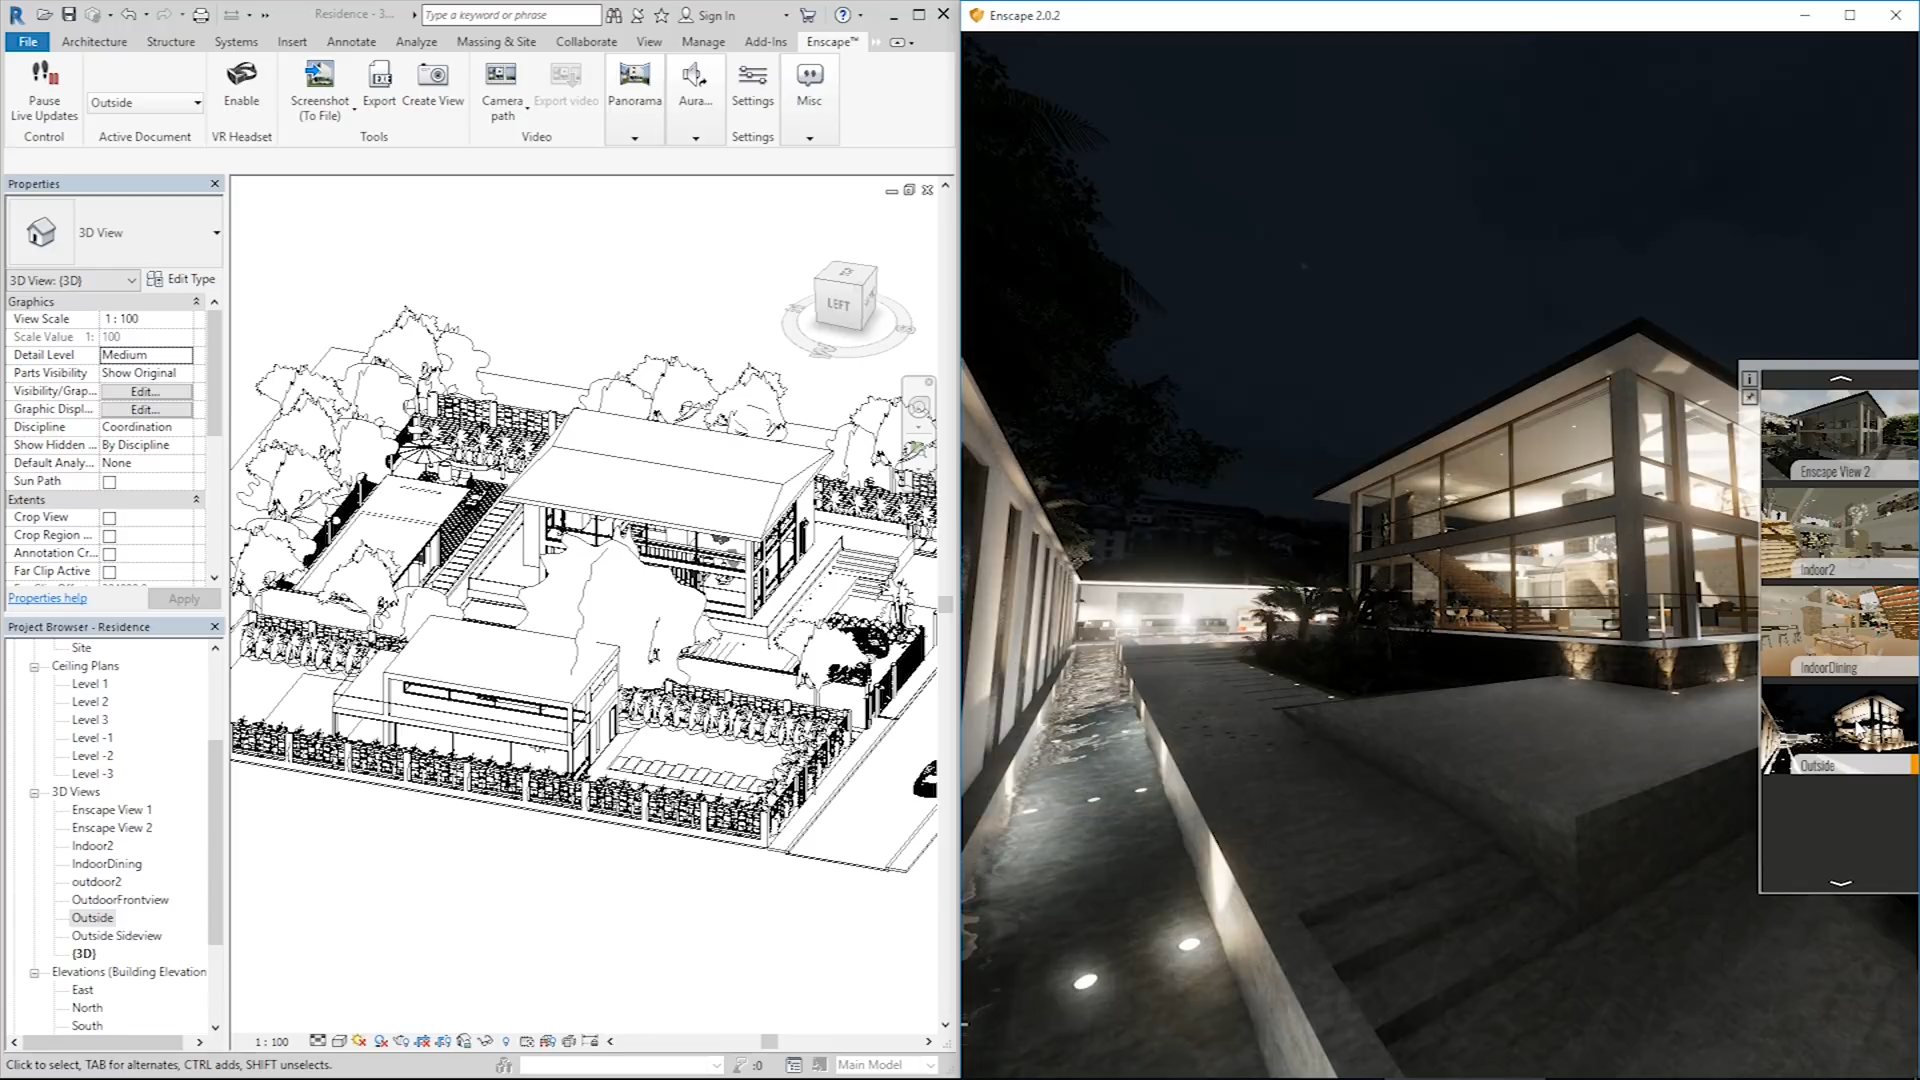 Residence - 3...
Type a keyword or phrase
Sign In
Enscape 2.0.2
File
Architecture
Structure
Systems
Insert
Annotate
Analyze
Massing & Site
Collaborate
View
Manage
Add-Ins
Enscape™
Pause
Live Updates
Control
Outside
Active Document
Enable
VR Headset
Screenshot
(To File)
Export
Create View
Tools
Camera
path
Export video
Video
Panorama
Aura...
Settings
Settings
Misc
Properties
3D View
3D View: {3D}
Edit Type
Graphics
View Scale
1 : 100
Scale Value 1:
100
Detail Level
Medium
Parts Visibility
Show Original
Visibility/Grap...
Edit...
Graphic Displ...
Edit...
Discipline
Coordination
Show Hidden ...
By Discipline
Default Analy...
None
Sun Path
Extents
Crop View
Crop Region ...
Annotation Cr...
Far Clip Active
Properties help
Apply
Project Browser - Residence
Site
Ceiling Plans
Level 1
Level 2
Level 3
Level -1
Level -2
Level -3
3D Views
Enscape View 1
Enscape View 2
Indoor2
IndoorDining
outdoor2
OutdoorFrontview
Outside
Outside Sideview
{3D}
Elevations (Building Elevation
East
North
South
LEFT
1 : 100
Click to select, TAB for alternates, CTRL adds, SHIFT unselects.
:0
Main Model
Enscape View 2
Indoor2
IndoorDining
Outside